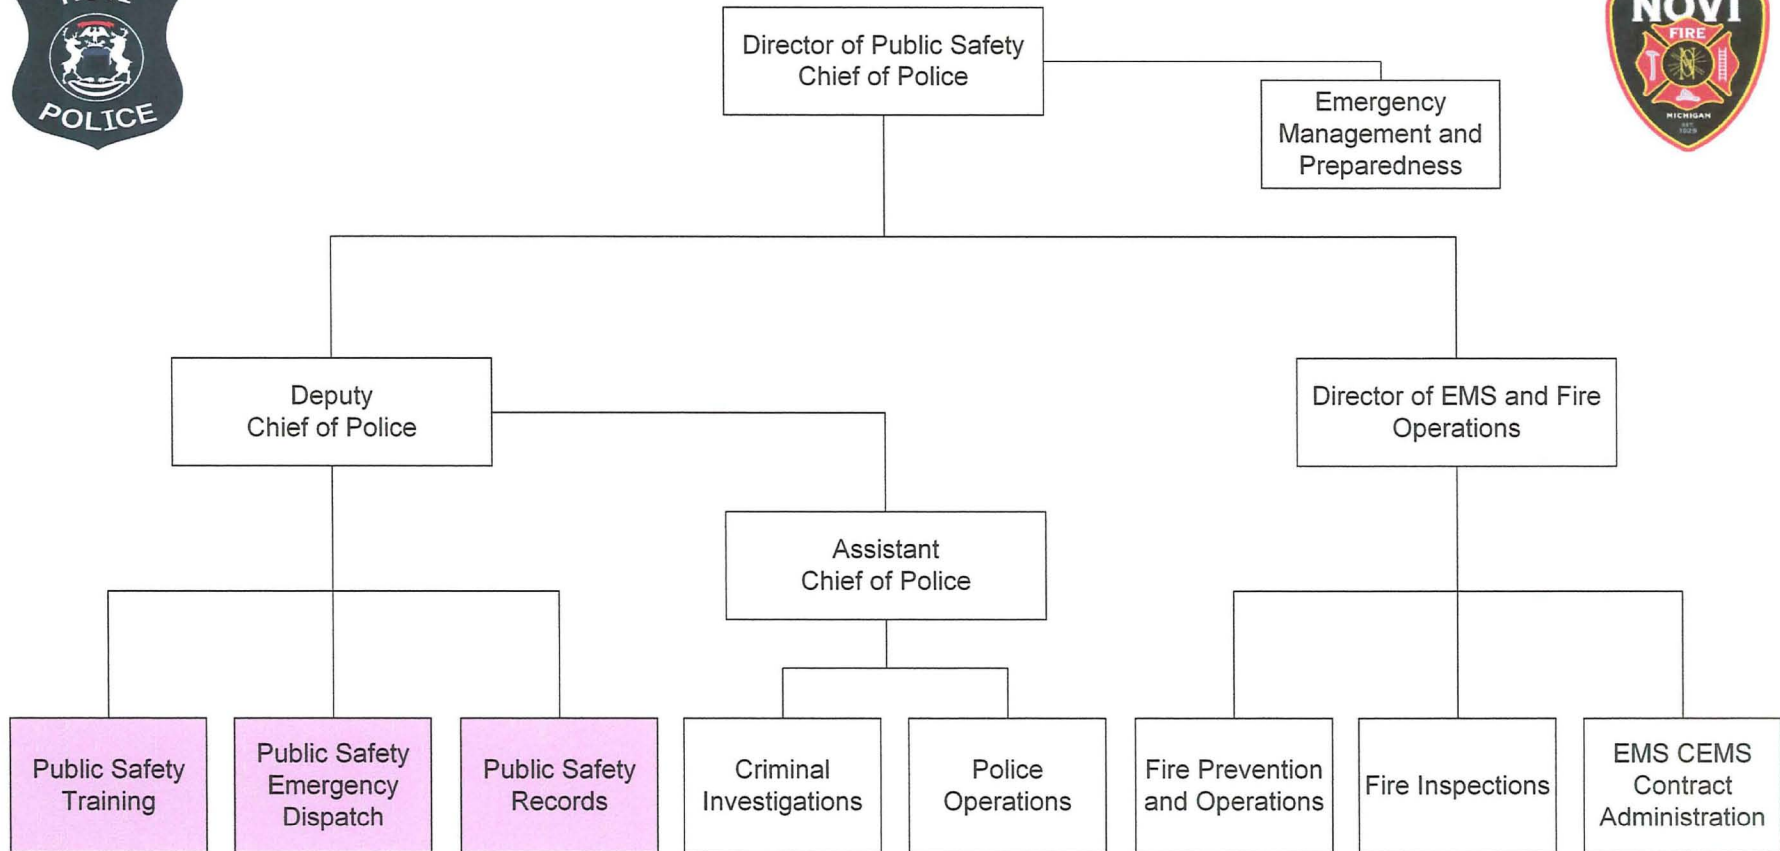 POLICE
NOVI
FIRE
MICHIGAN
Director of Public Safety
Chief of Police
Emergency
Management and
Preparedness
Deputy
Chief of Police
Director of EMS and Fire
Operations
Assistant
Chief of Police
Public Safety
Training
Public Safety
Emergency
Dispatch
Public Safety
Records
Criminal
Investigations
Police
Operations
Fire Prevention
and Operations
Fire Inspections
EMS CEMS
Contract
Administration